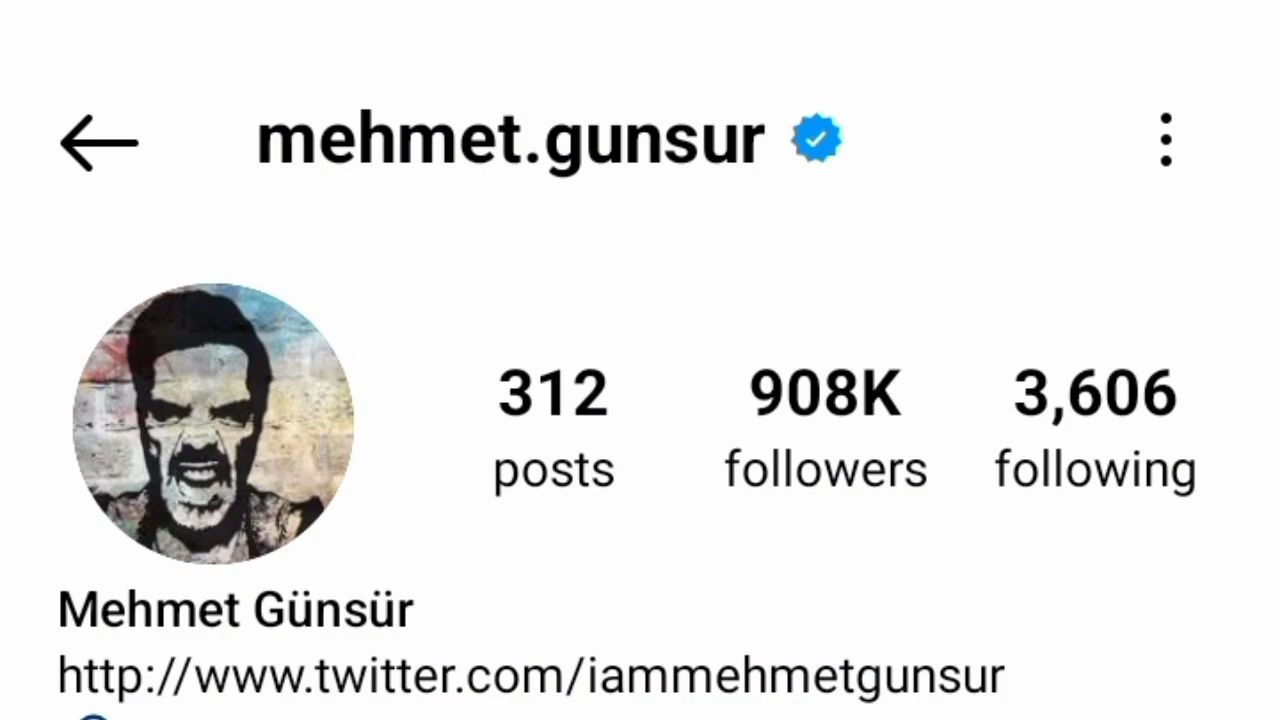 mehmet.gunsur
312 908K 3,606
posts followers following
Mehmet Günsür
http://www.twitter.com/iammehmetgunsur